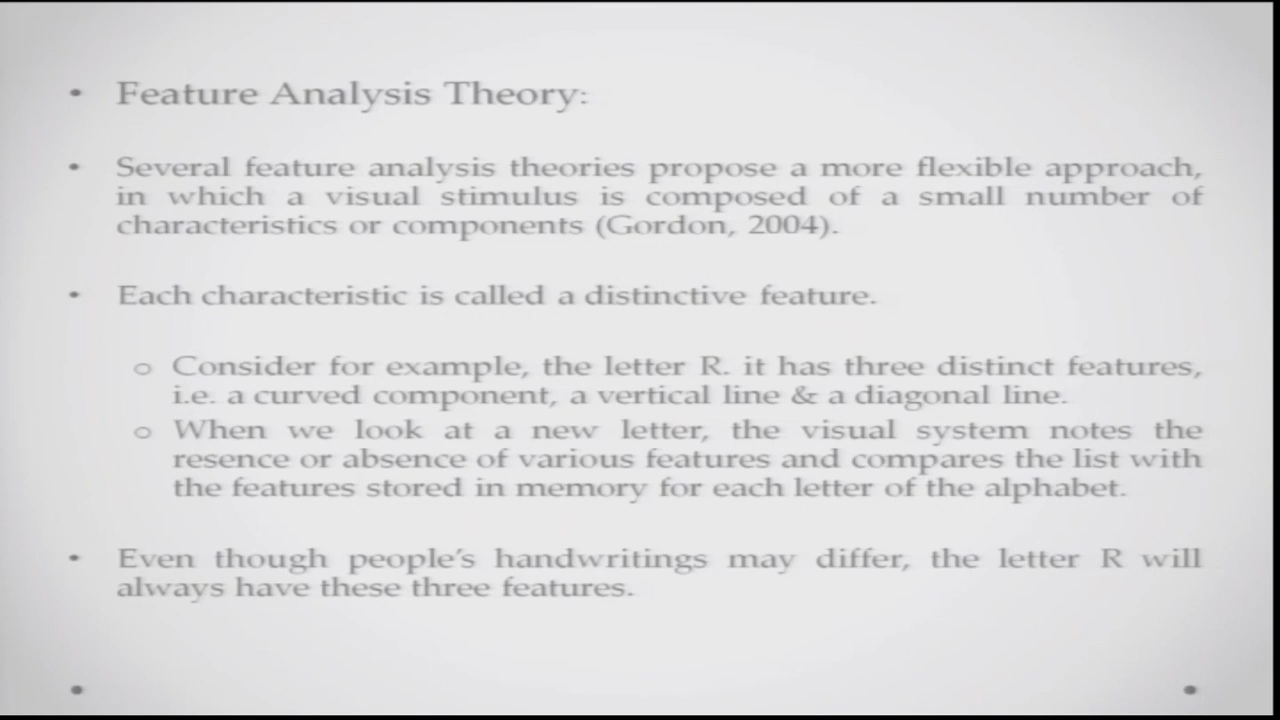 • Feature Analysis Theory:
• Several feature analysis theories propose a more flexible approach,
in which a visual stimulus is composed of a small number of
characteristics or components (Gordon, 2004).
• Each characteristic is called a distinctive feature.
o Consider for example, the letter R. it has three distinct features,
i.e. a curved component, a vertical line & a diagonal line.
o When we look at a new letter, the visual system notes the
resence or absence of various features and compares the list with
the features stored in memory for each letter of the alphabet.
• Even though people's handwritings may differ, the letter R will
always have these three features.